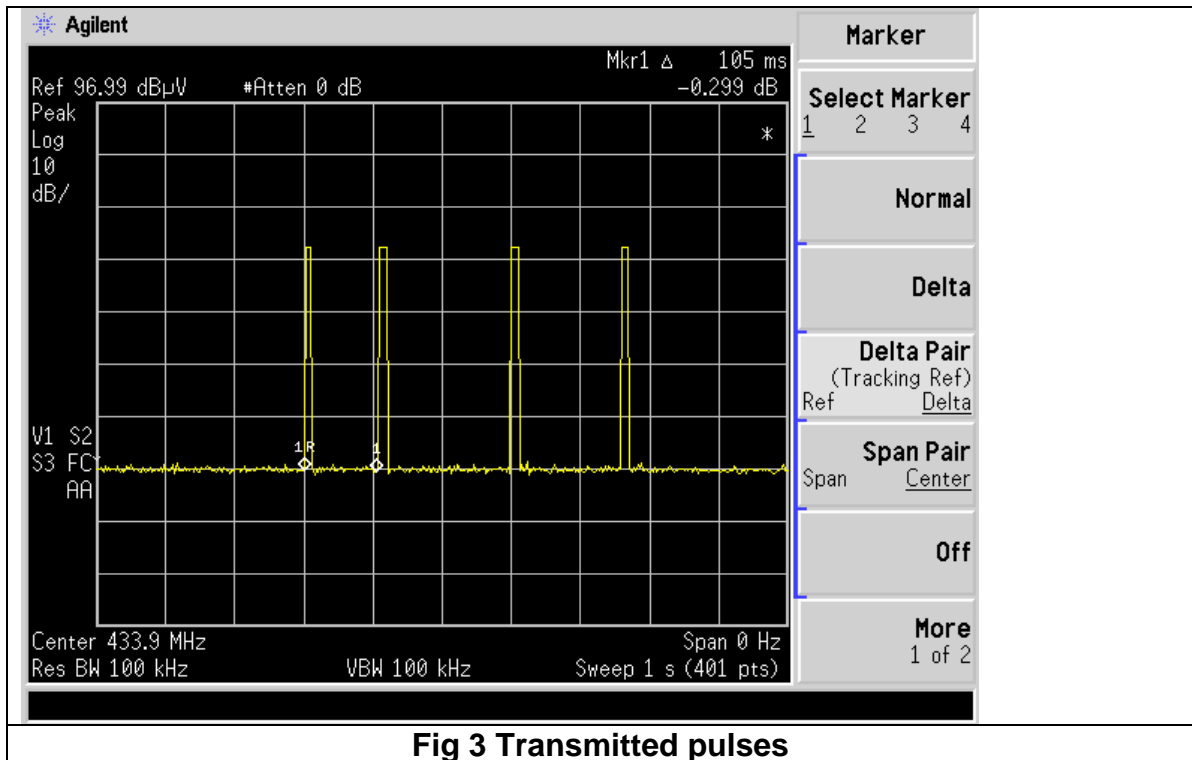 Agilent
Mkr1 Δ 105 ms
Ref 96.99 dBµV #Atten 0 dB -0.299 dB
Peak
Log
10
dB/
*
1R
1
V1 S2
S3 FC
AA
Center 433.9 MHz Span 0 Hz
Res BW 100 kHz VBW 100 kHz Sweep 1 s (401 pts)
Marker
Select Marker
1 2 3 4
Normal
Delta
Delta Pair
(Tracking Ref)
Ref Delta
Span Pair
Span Center
Off
More
1 of 2
Fig 3 Transmitted pulses